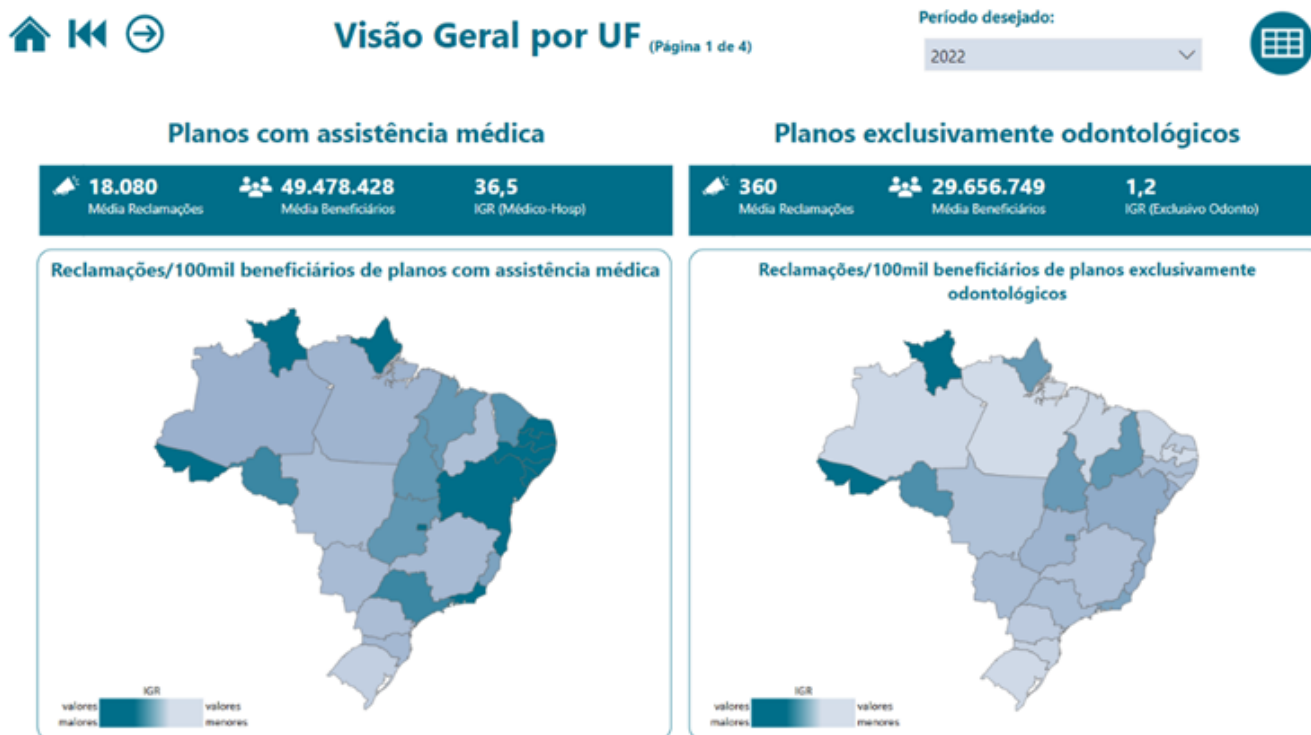 Visão Geral por UF (Página 1 de 4)
Período desejado:
2022
Planos com assistência médica
18.080
Média Reclamações
49.478.428
Média Beneficiários
36,5
IGR (Médico-Hosp)
Reclamações/100mil beneficiários de planos com assistência médica
IGR
valores
maiores
valores
menores
Planos exclusivamente odontológicos
360
Média Reclamações
29.656.749
Média Beneficiários
1,2
IGR (Exclusivo Odonto)
Reclamações/100mil beneficiários de planos exclusivamente
odontológicos
IGR
valores
maiores
valores
menores